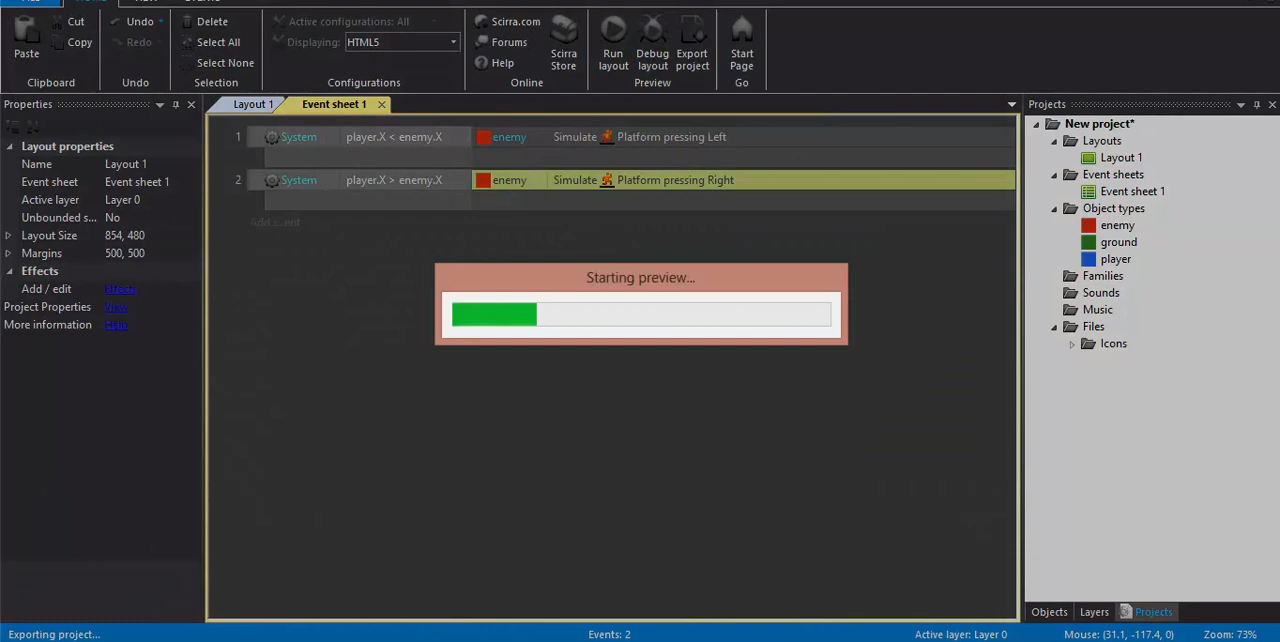 Cut
Undo
Delete
Active configurations: All
Scirra.com
Copy
Redo
Select All
Displaying: HTML5
Forums
Paste
Select None
Help
Scirra Store
Run layout
Debug layout
Export project
Start Page
Clipboard
Undo
Selection
Configurations
Online
Preview
Go
Properties
Layout properties
Name Layout 1
Event sheet Event sheet 1
Active layer Layer 0
Unbounded s... No
Layout Size 854, 480
Margins 500, 500
Effects
Add / edit Effects
Project Properties View
More information Help
Layout 1
Event sheet 1
1 System player.X < enemy.X enemy Simulate Platform pressing Left
2 System player.X > enemy.X enemy Simulate Platform pressing Right
Add event
Starting preview...
Projects
New project*
Layouts
Layout 1
Event sheets
Event sheet 1
Object types
enemy
ground
player
Families
Sounds
Music
Files
Icons
Objects Layers Projects
Exporting project...
Events: 2
Active layer: Layer 0
Mouse: (31.1, -117.4, 0)
Zoom: 73%